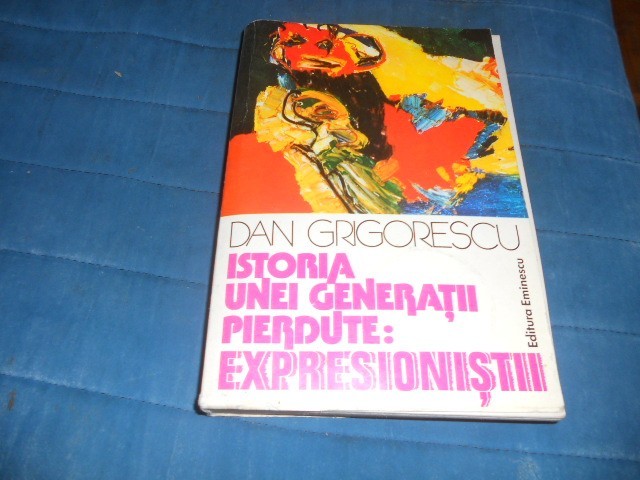 DAN GRIGORESCU
ISTORIA
UNEI GENERAȚII
PIERDUTE:
EXPRESIONIȘTII
Editura Eminescu